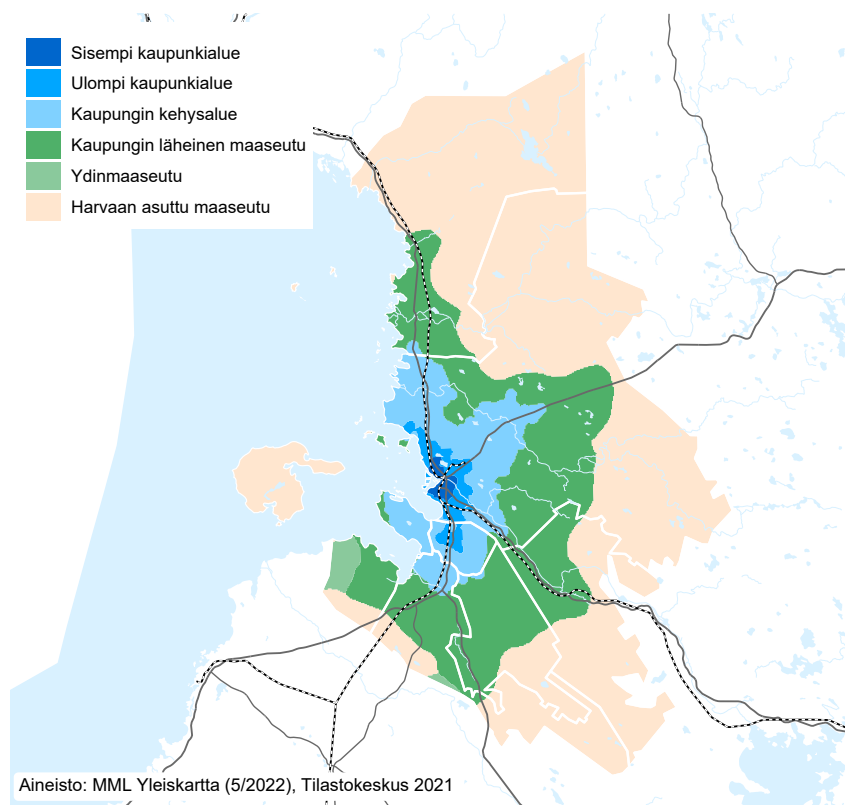 Sisempi kaupunkialue
Ulompi kaupunkialue
Kaupungin kehysalue
Kaupungin läheinen maaseutu
Ydinmaaseutu
Harvaan asuttu maaseutu
Aineisto: MML Yleiskartta (5/2022), Tilastokeskus 2021